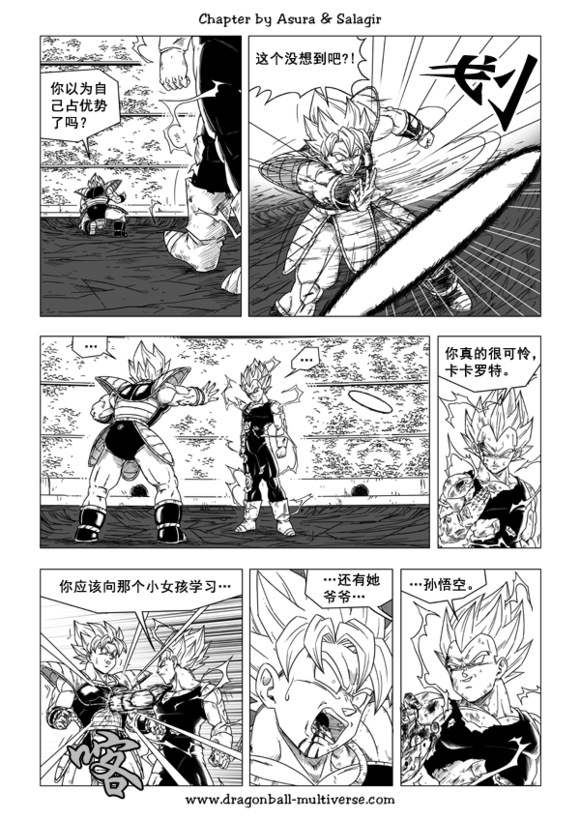 Chapter by Asura & Salagir
你以为自
己占优势
了吗？
这个没想到吧？！
…
…
你真的很可怜，
卡卡罗特。
你应该向那个小女孩学习…
…还有她
爷爷…
…孙悟空。
www.dragonball-multiverse.com